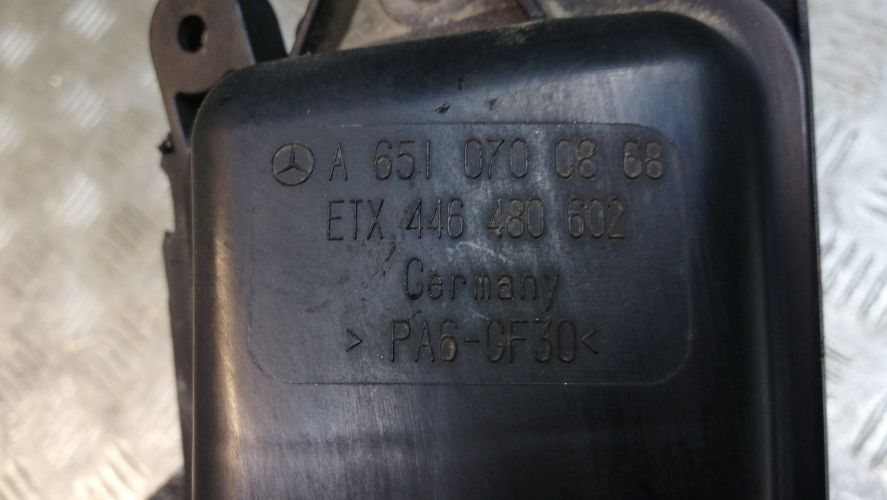 A 651 070 08 68
ETX 446 480 602
Germany
> PA6-CF30<